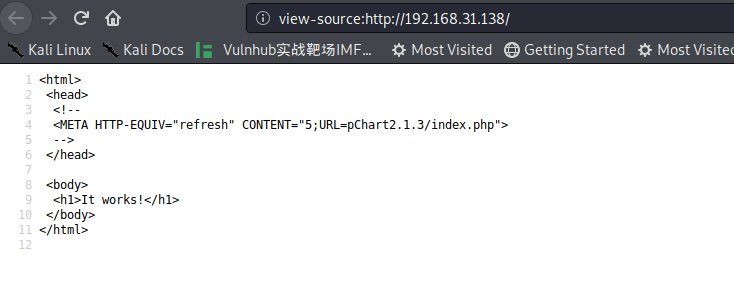 view-source:http://192.168.31.138/
Kali Linux Kali Docs Vulnhub实战靶场IMF... Most Visited Getting Started Most Visited
1 <html>
2 <head>
3 <!--
4 <META HTTP-EQUIV="refresh" CONTENT="5;URL=pChart2.1.3/index.php">
5 -->
6 </head>
7
8 <body>
9 <h1>It works!</h1>
10 </body>
11 </html>
12